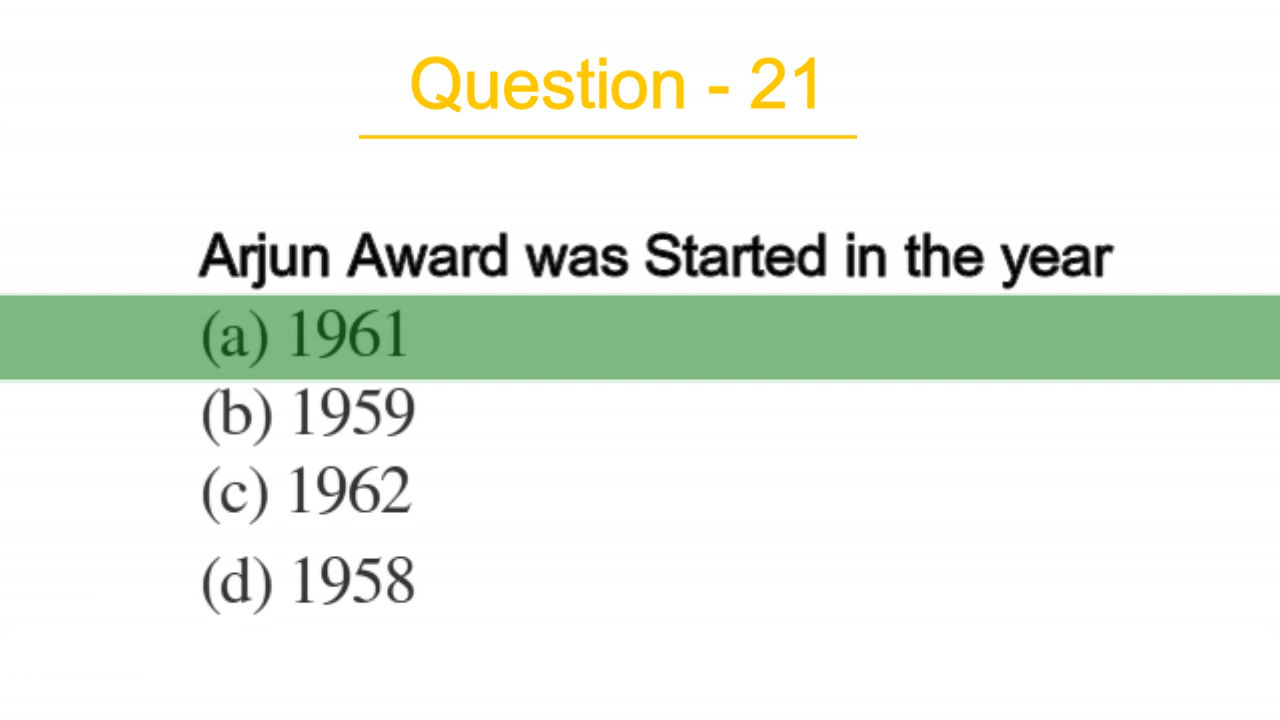 Question - 21
Arjun Award was Started in the year
(a) 1961
(b) 1959
(c) 1962
(d) 1958